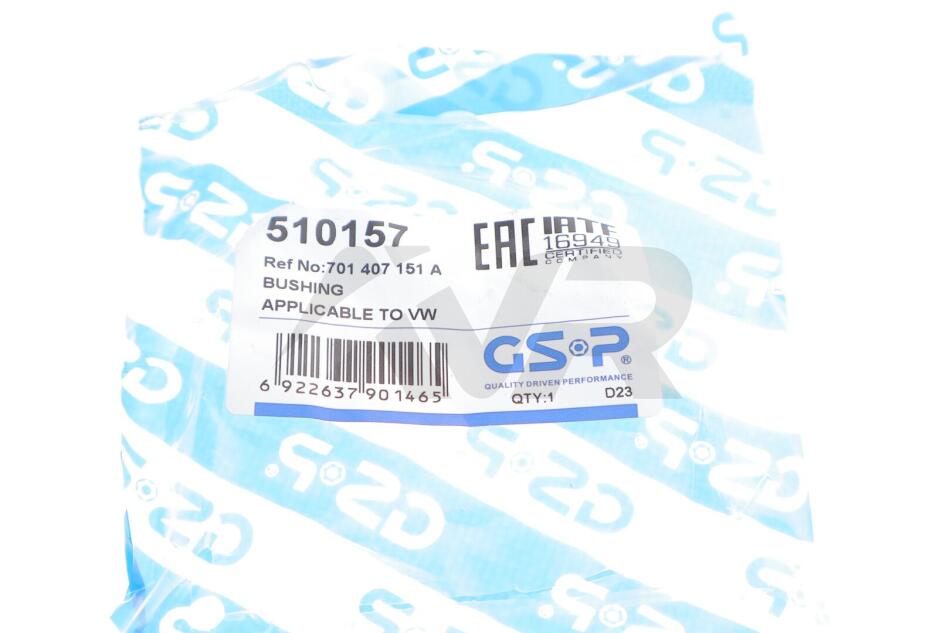 510157
Ref No:701 407 151 A
BUSHING
APPLICABLE TO VW
EAC
IATF
16949
CERTIFIED
COMPANY
GSP®
QUALITY DRIVEN PERFORMANCE
6 922637 901465
QTY:1
D23